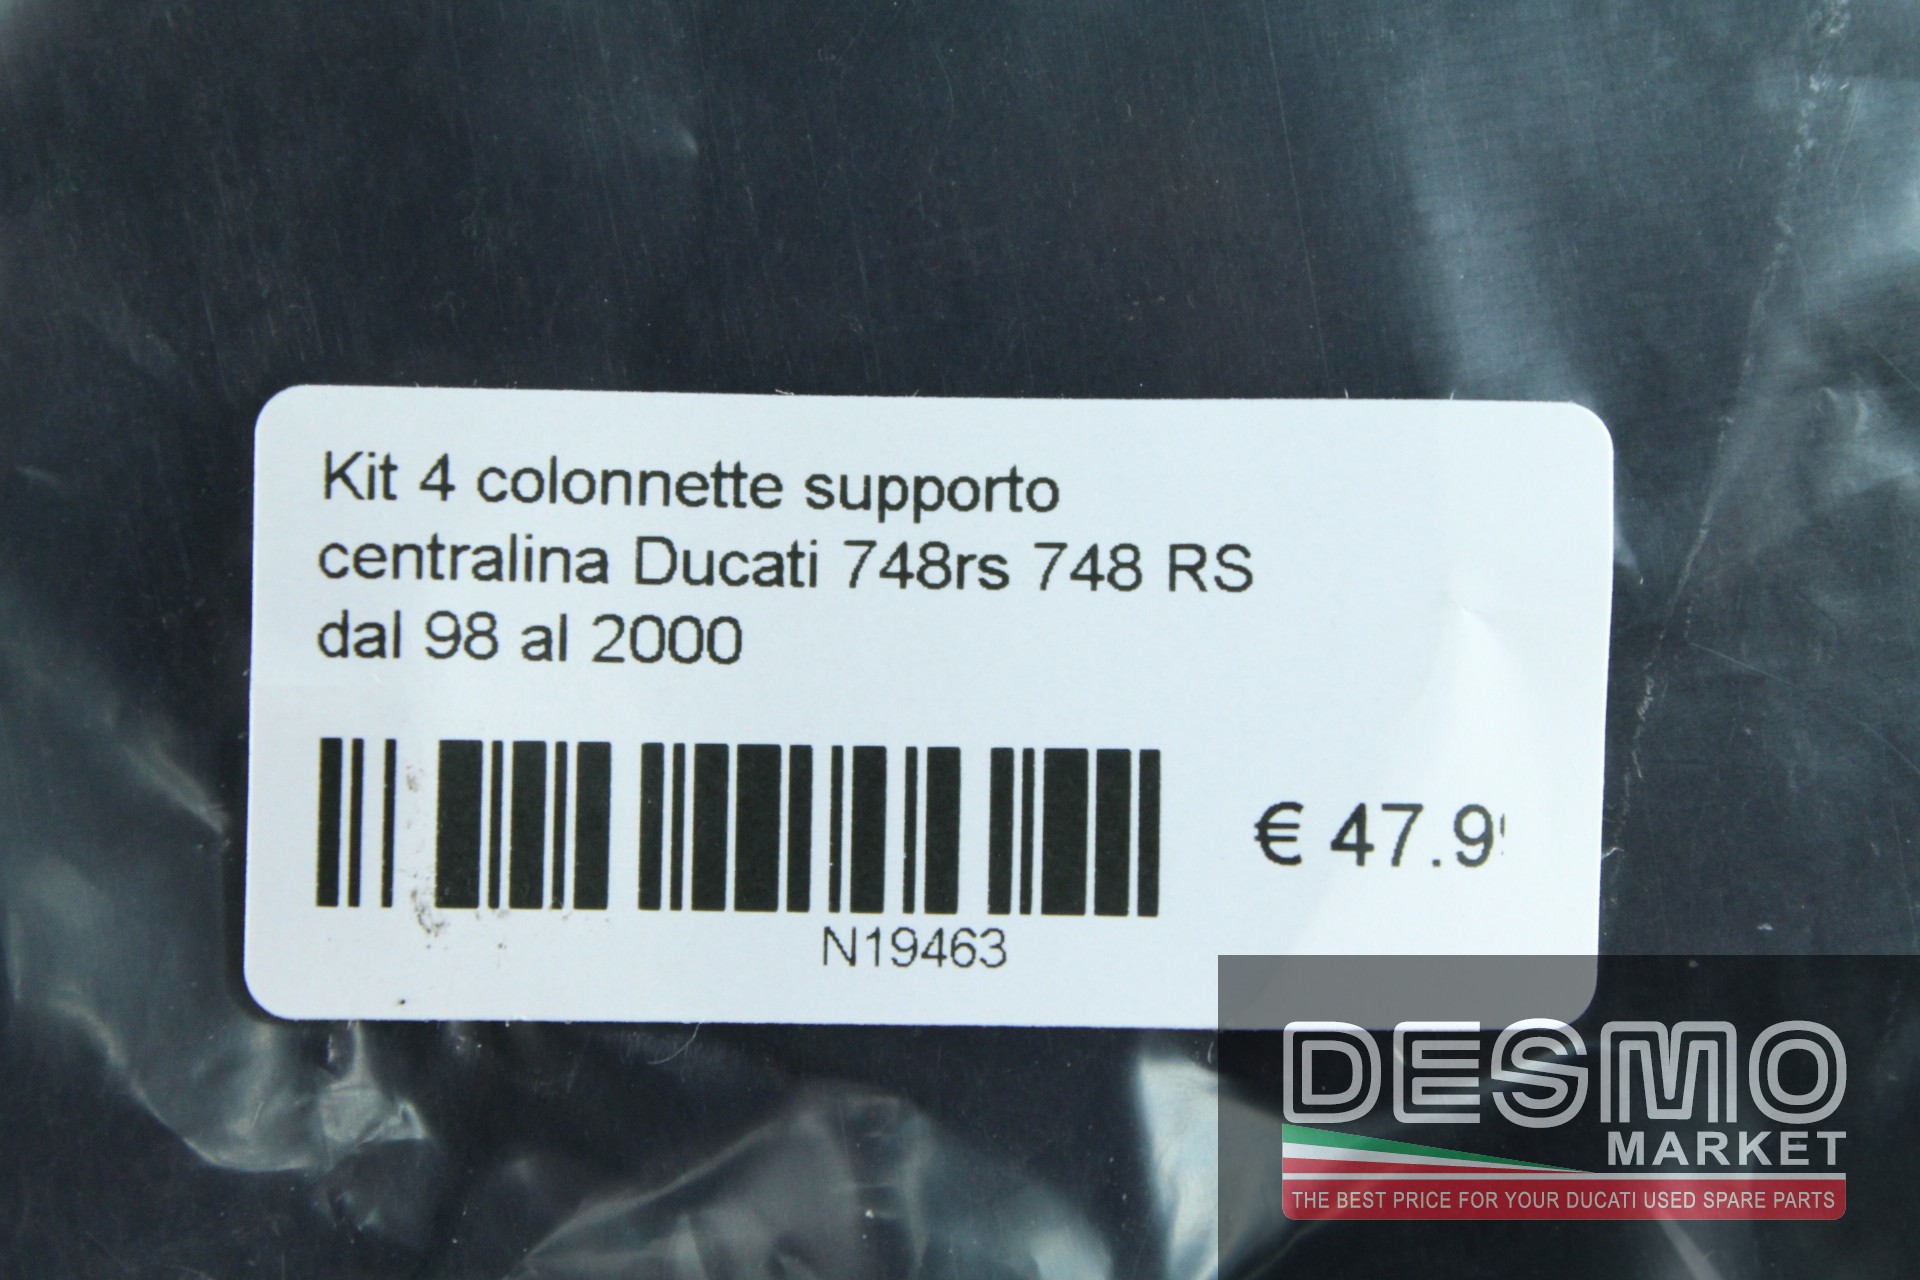 Kit 4 colonnette supporto
centralina Ducati 748rs 748 RS
dal 98 al 2000
€ 47.9
N19463
DESMO
MARKET
THE BEST PRICE FOR YOUR DUCATI USED SPARE PARTS